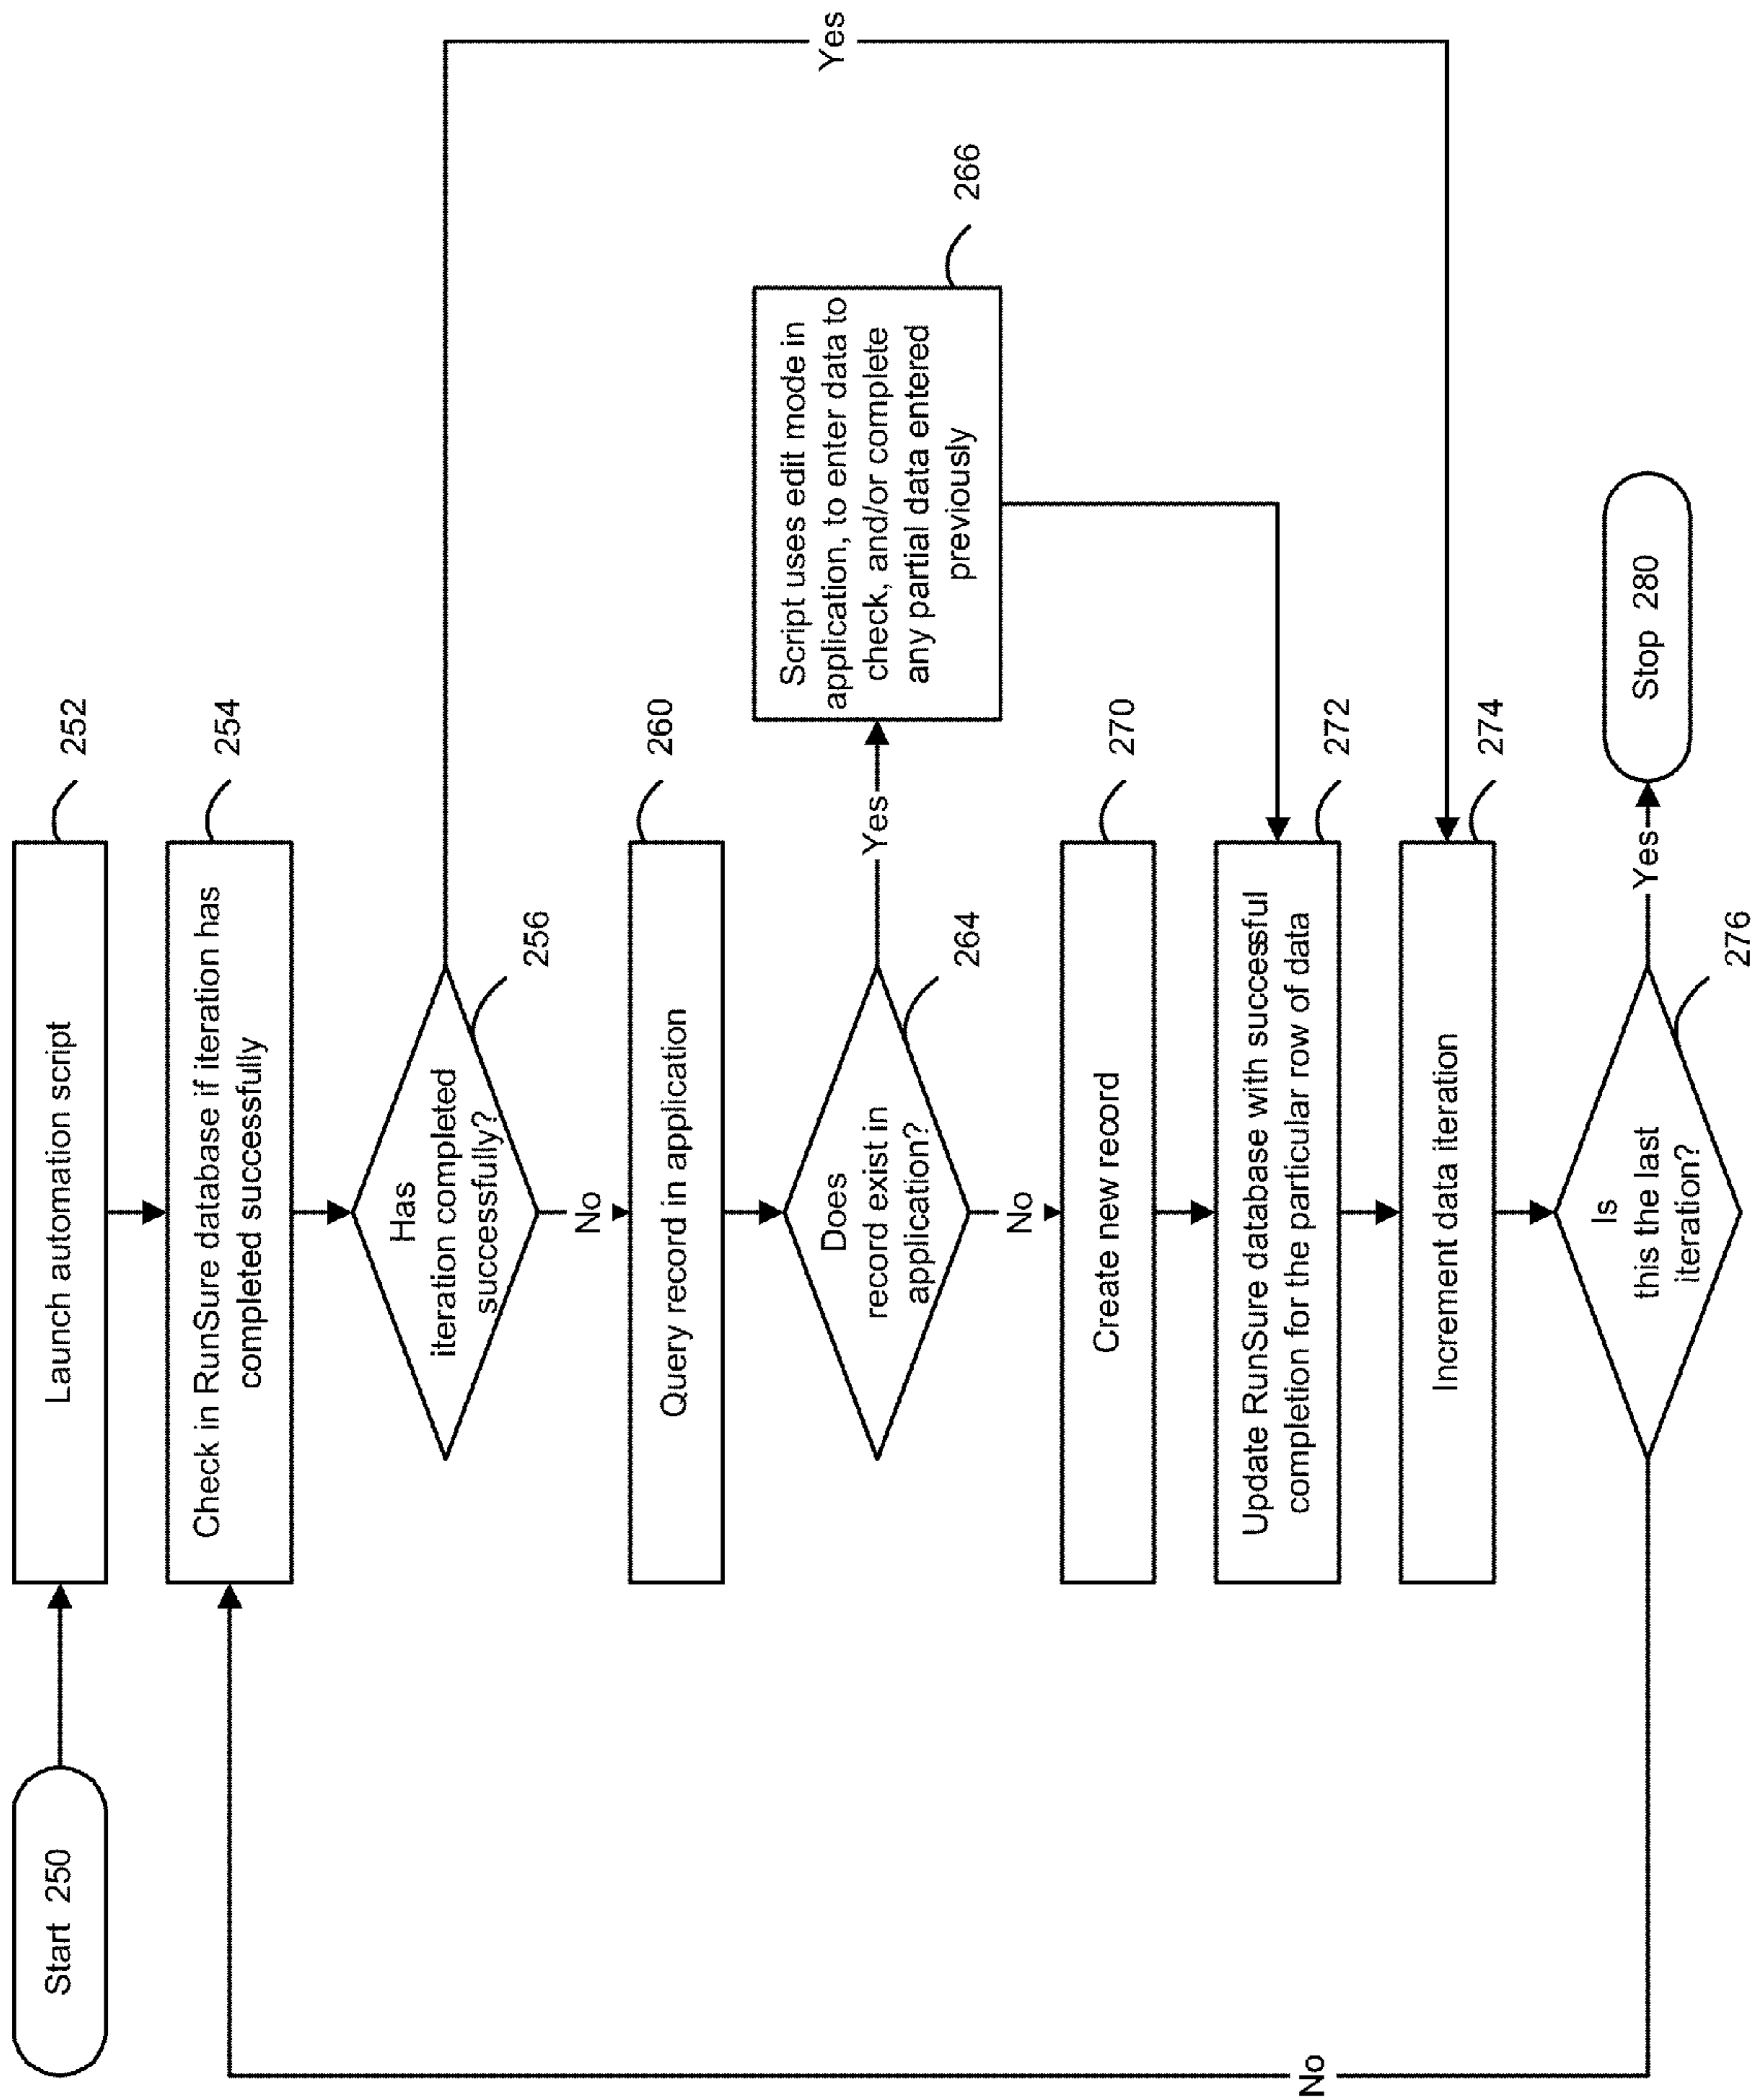 Start 250
Launch automation script
252
Check in RunSure database if iteration has
completed successfully
254
Has
iteration completed
successfully?
256
Yes
No
Query record in application
260
Does
record exist in
application?
264
Yes
Script uses edit mode in
application, to enter data to
check, and/or complete
any partial data entered
previously
266
No
Create new record
270
Update RunSure database with successful
completion for the particular row of data
272
Increment data iteration
274
Is
this the last
iteration?
276
Yes
Stop 280
No